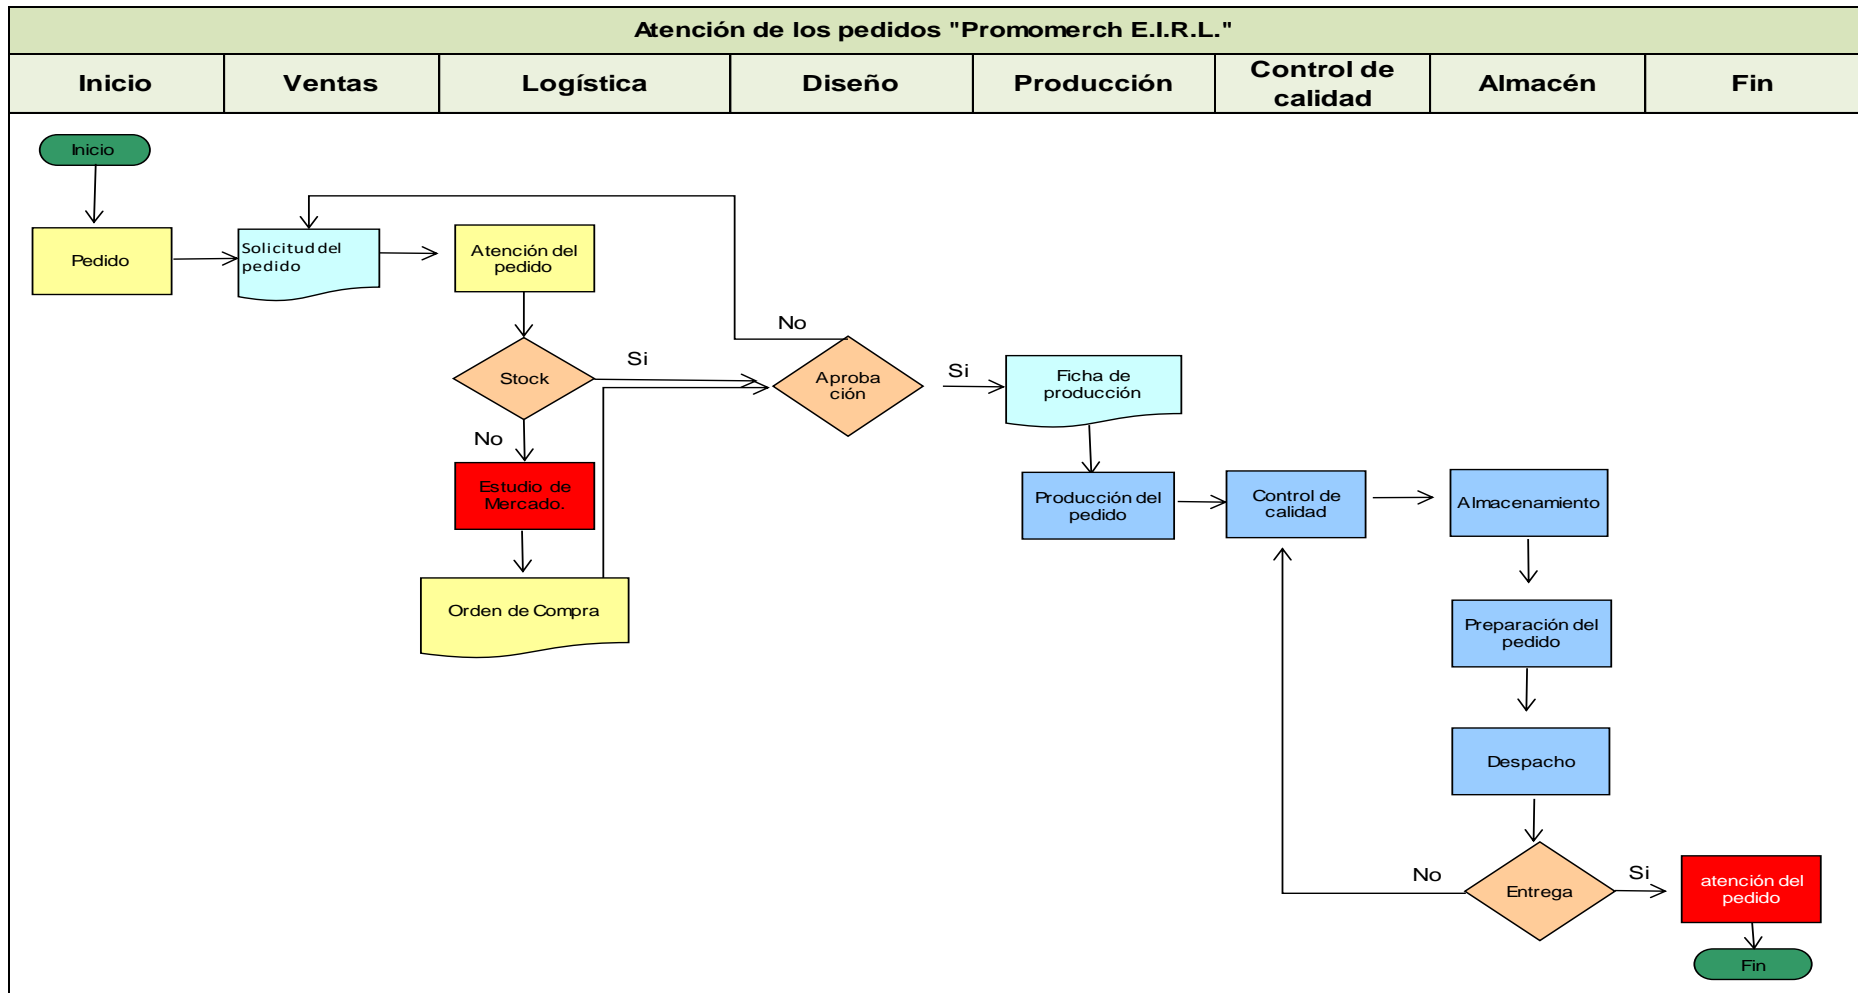 Atención de los pedidos "Promomerch E.I.R.L."
Inicio
Ventas
Logística
Diseño
Producción
Control de
calidad
Almacén
Fin
Inicio
Pedido
Solicitud del
pedido
Atención del
pedido
No
Stock
Si
Aproba
ción
Si
Ficha de
producción
No
Estudio de
Mercado.
Orden de Compra
Producción del
pedido
Control de
calidad
Almacenamiento
Preparación del
pedido
Despacho
No
Entrega
Si
atención del
pedido
Fin